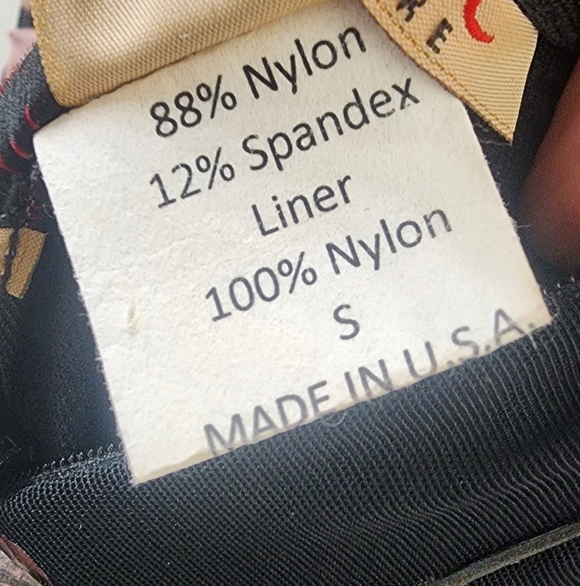 88% Nylon
12% Spandex
Liner
100% Nylon
S
MADE IN U.S.A.